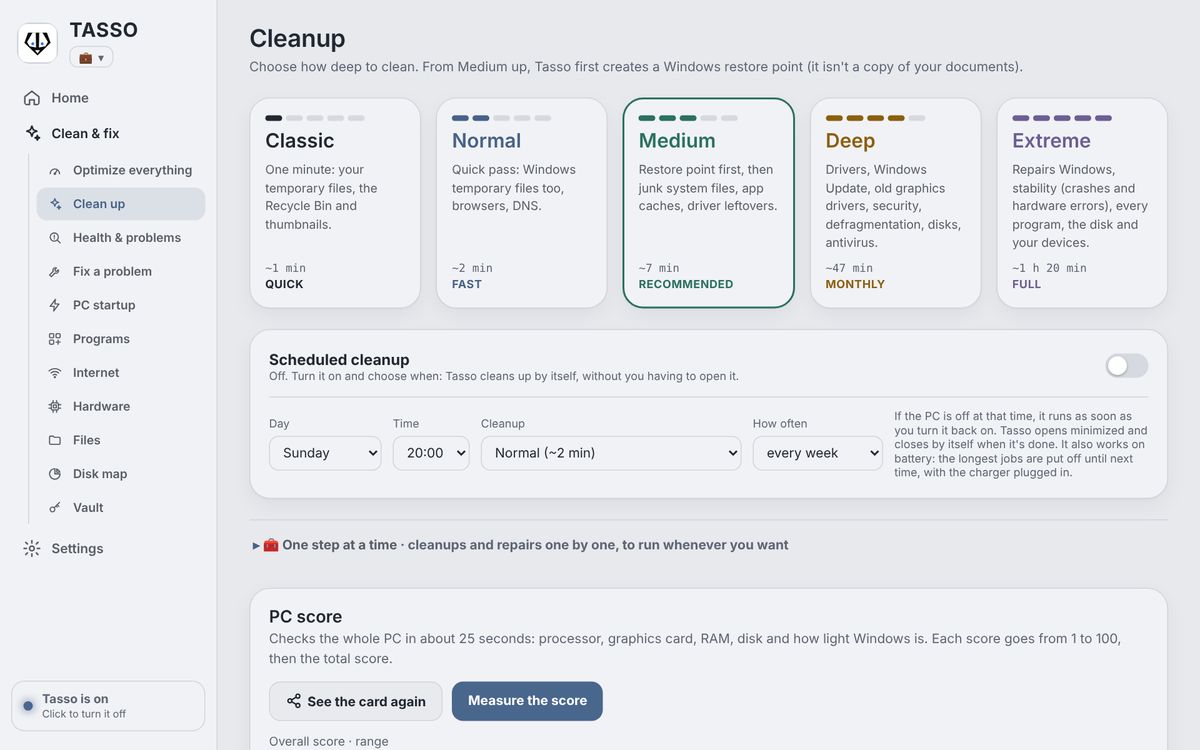 TASSO
Home
Clean & fix
Optimize everything
Clean up
Health & problems
Fix a problem
PC startup
Programs
Internet
Hardware
Files
Disk map
Vault
Settings
Tasso is on
Click to turn it off
Cleanup
Choose how deep to clean. From Medium up, Tasso first creates a Windows restore point (it isn't a copy of your documents).
Classic
One minute: your
temporary files, the
Recycle Bin and
thumbnails.
~1 min
QUICK
Normal
Quick pass: Windows
temporary files too,
browsers, DNS.
~2 min
FAST
Medium
Restore point first, then
junk system files, app
caches, driver leftovers.
~7 min
RECOMMENDED
Deep
Drivers, Windows
Update, old graphics
drivers, security,
defragmentation, disks,
antivirus.
~47 min
MONTHLY
Extreme
Repairs Windows,
stability (crashes and
hardware errors), every
program, the disk and
your devices.
~1 h 20 min
FULL
Scheduled cleanup
Off. Turn it on and choose when: Tasso cleans up by itself, without you having to open it.
Day
Sunday
Time
20:00
Cleanup
Normal (~2 min)
How often
every week
If the PC is off at that time, it runs as soon as
you turn it back on. Tasso opens minimized and
closes by itself when it's done. It also works on
battery: the longest jobs are put off until next
time, with the charger plugged in.
One step at a time · cleanups and repairs one by one, to run whenever you want
PC score
Checks the whole PC in about 25 seconds: processor, graphics card, RAM, disk and how light Windows is. Each score goes from 1 to 100,
then the total score.
See the card again
Measure the score
Overall score · range